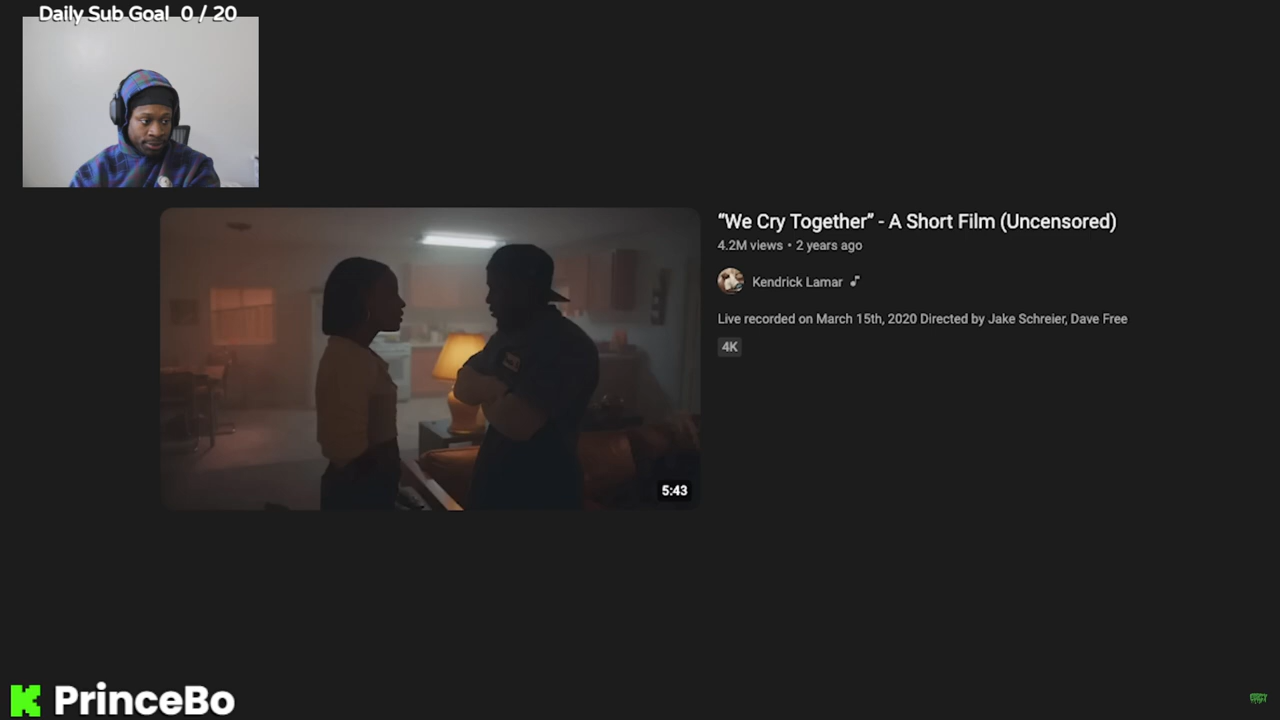 Daily Sub Goal 0 / 20
“We Cry Together” - A Short Film (Uncensored)
4.2M views • 2 years ago
Kendrick Lamar
Live recorded on March 15th, 2020 Directed by Jake Schreier, Dave Free
4K
5:43
PrinceBo